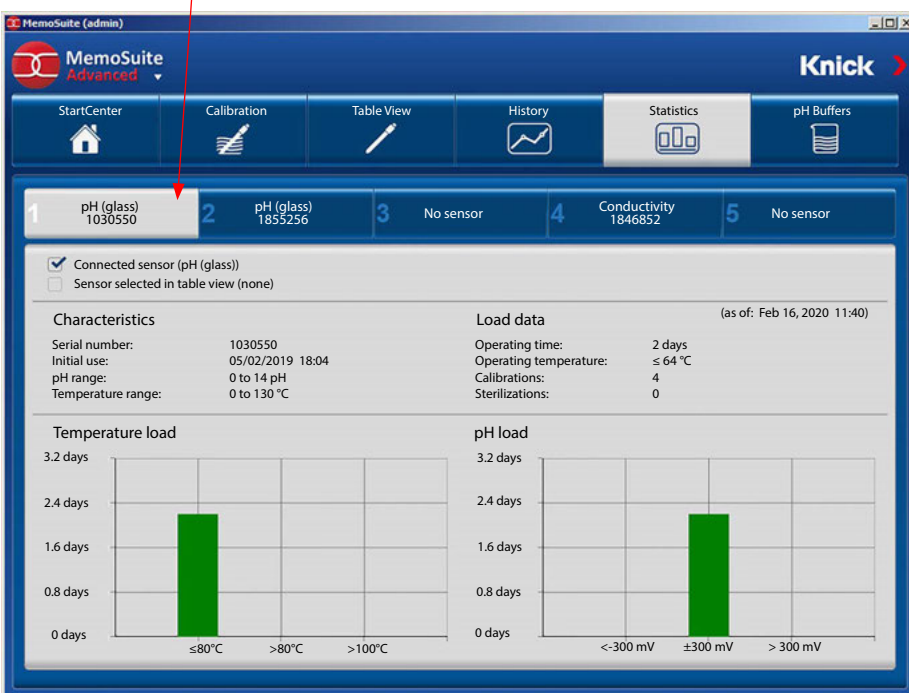 MemoSuite (admin)
MemoSuite
Advanced
Knick
StartCenter
Calibration
Table View
History
Statistics
pH Buffers
1 pH (glass)
1030550
2 pH (glass)
1855256
3 No sensor
4 Conductivity
1846852
5 No sensor
Connected sensor (pH (glass))
Sensor selected in table view (none)
Characteristics
Serial number: 1030550
Initial use: 05/02/2019 18:04
pH range: 0 to 14 pH
Temperature range: 0 to 130 °C
Load data
(as of: Feb 16, 2020 11:40)
Operating time: 2 days
Operating temperature: ≤ 64 °C
Calibrations: 4
Sterilizations: 0
Temperature load
3.2 days
2.4 days
1.6 days
0.8 days
0 days
≤80°C >80°C >100°C
pH load
3.2 days
2.4 days
1.6 days
0.8 days
0 days
<-300 mV ±300 mV > 300 mV